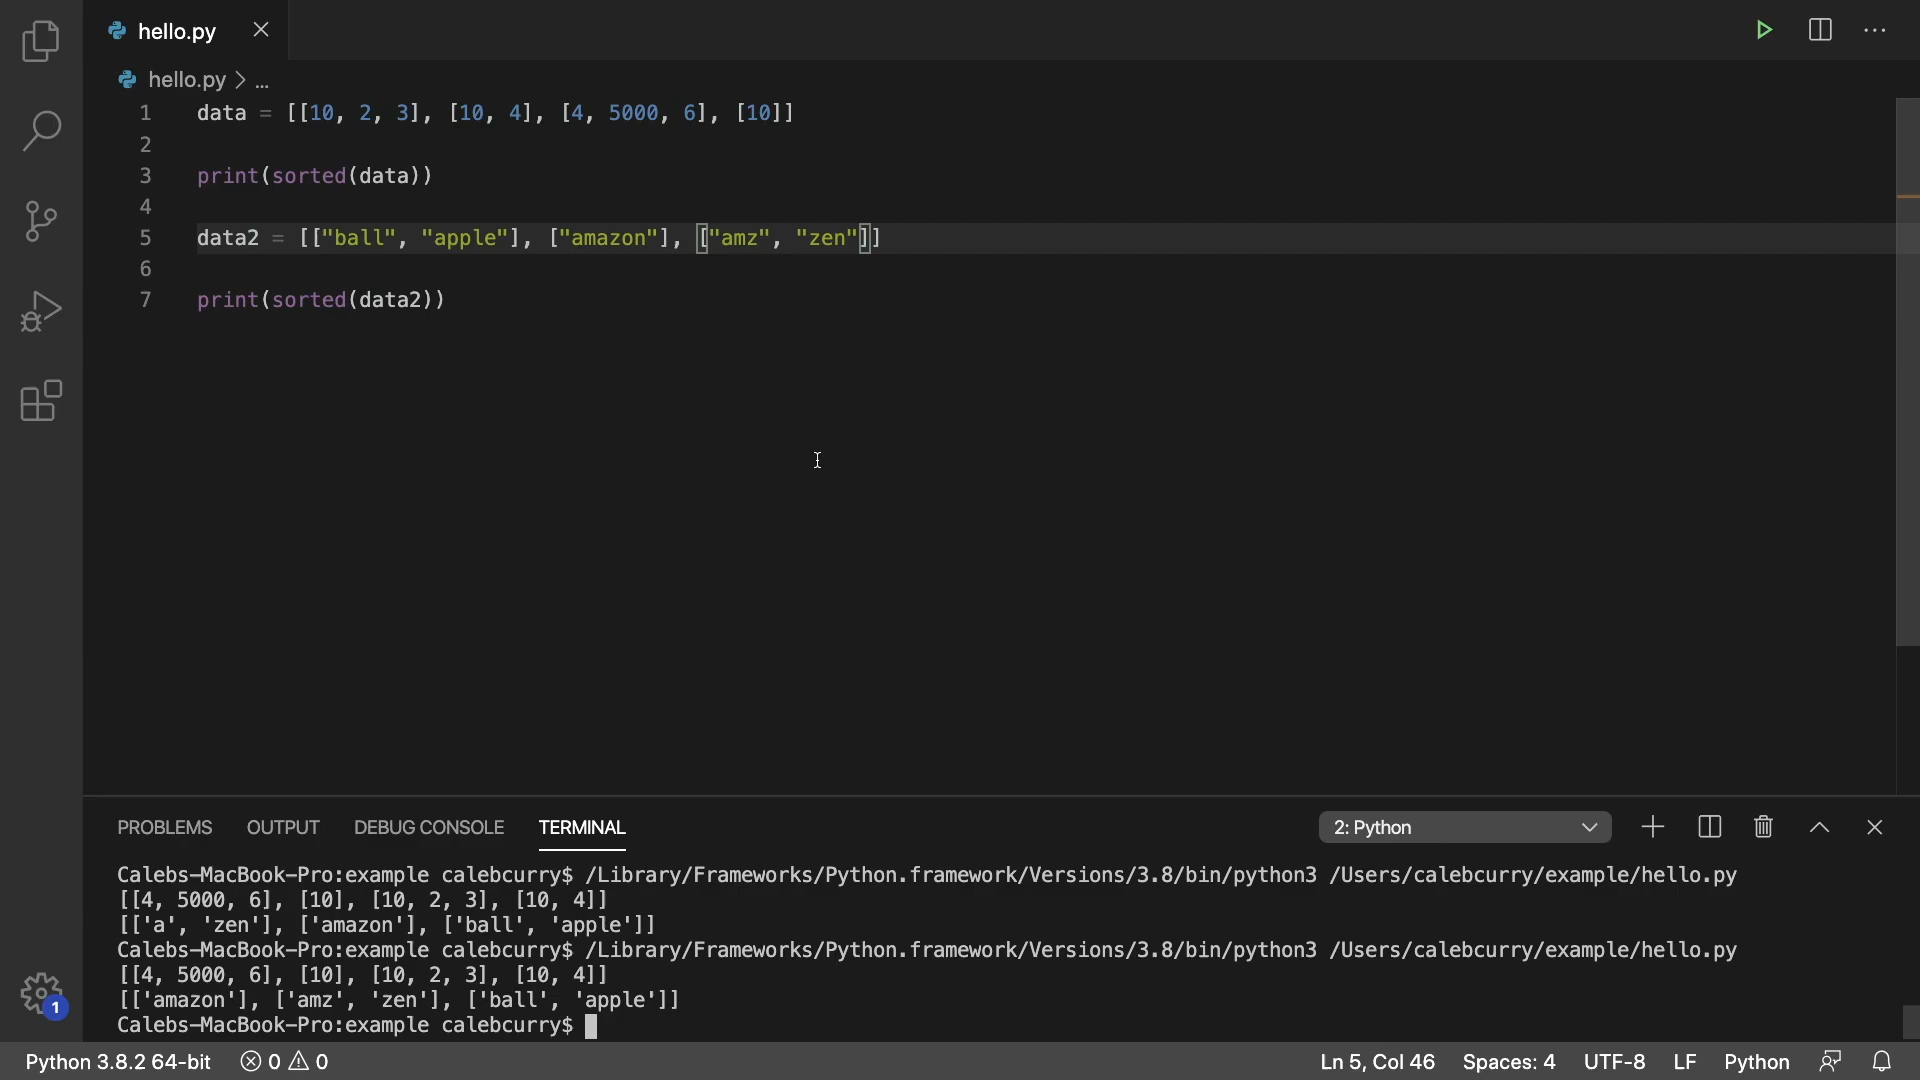 hello.py
hello.py > ...
1 data = [[10, 2, 3], [10, 4], [4, 5000, 6], [10]]
2
3 print(sorted(data))
4
5 data2 = [["ball", "apple"], ["amazon"], ["amz", "zen"]]
6
7 print(sorted(data2))
PROBLEMS OUTPUT DEBUG CONSOLE TERMINAL 2: Python
Calebs-MacBook-Pro:example calebcurry$ /Library/Frameworks/Python.framework/Versions/3.8/bin/python3 /Users/calebcurry/example/hello.py
[[4, 5000, 6], [10], [10, 2, 3], [10, 4]]
[['a', 'zen'], ['amazon'], ['ball', 'apple']]
Calebs-MacBook-Pro:example calebcurry$ /Library/Frameworks/Python.framework/Versions/3.8/bin/python3 /Users/calebcurry/example/hello.py
[[4, 5000, 6], [10], [10, 2, 3], [10, 4]]
[['amazon'], ['amz', 'zen'], ['ball', 'apple']]
Calebs-MacBook-Pro:example calebcurry$
1
Python 3.8.2 64-bit 0 0 Ln 5, Col 46 Spaces: 4 UTF-8 LF Python